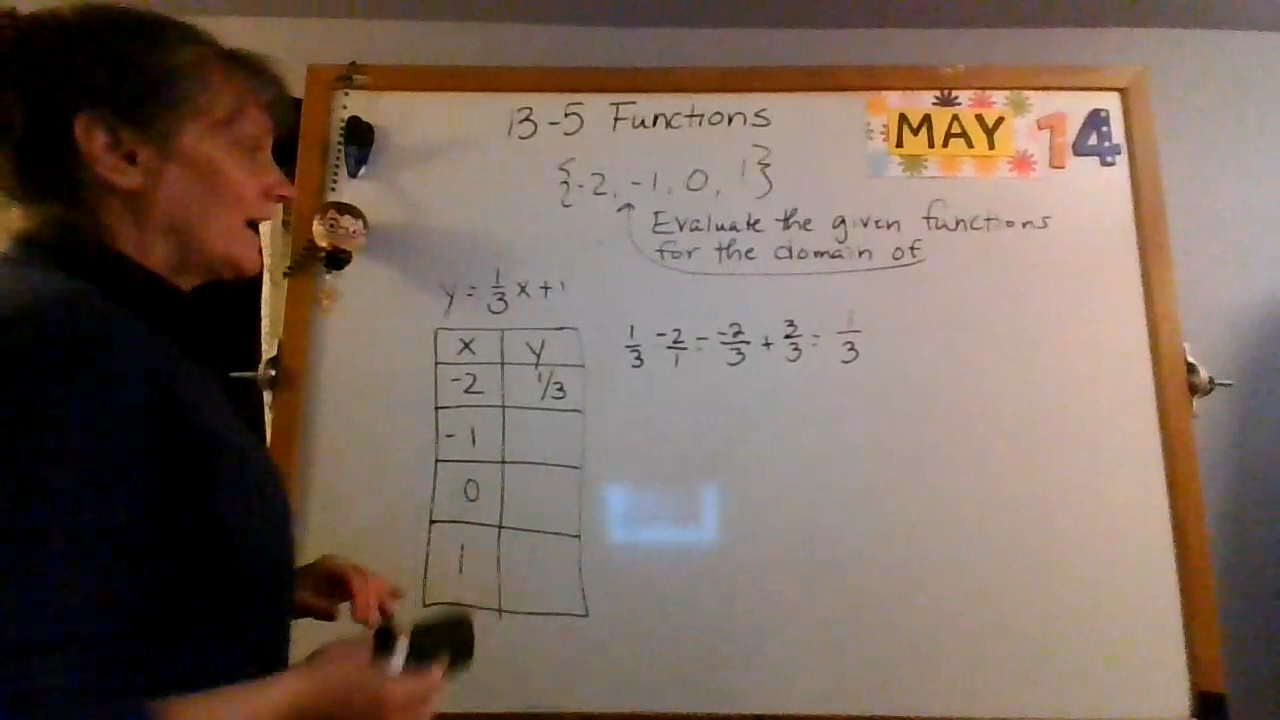 13-5 Functions
MAY 14
{-2, -1, 0, 1}
Evaluate the given functions
for the domain of
y = 1/3 x + 1
x y
-2 1/3
-1
0
1
1/3 -2/1 = -2/3 + 3/3 = 1/3